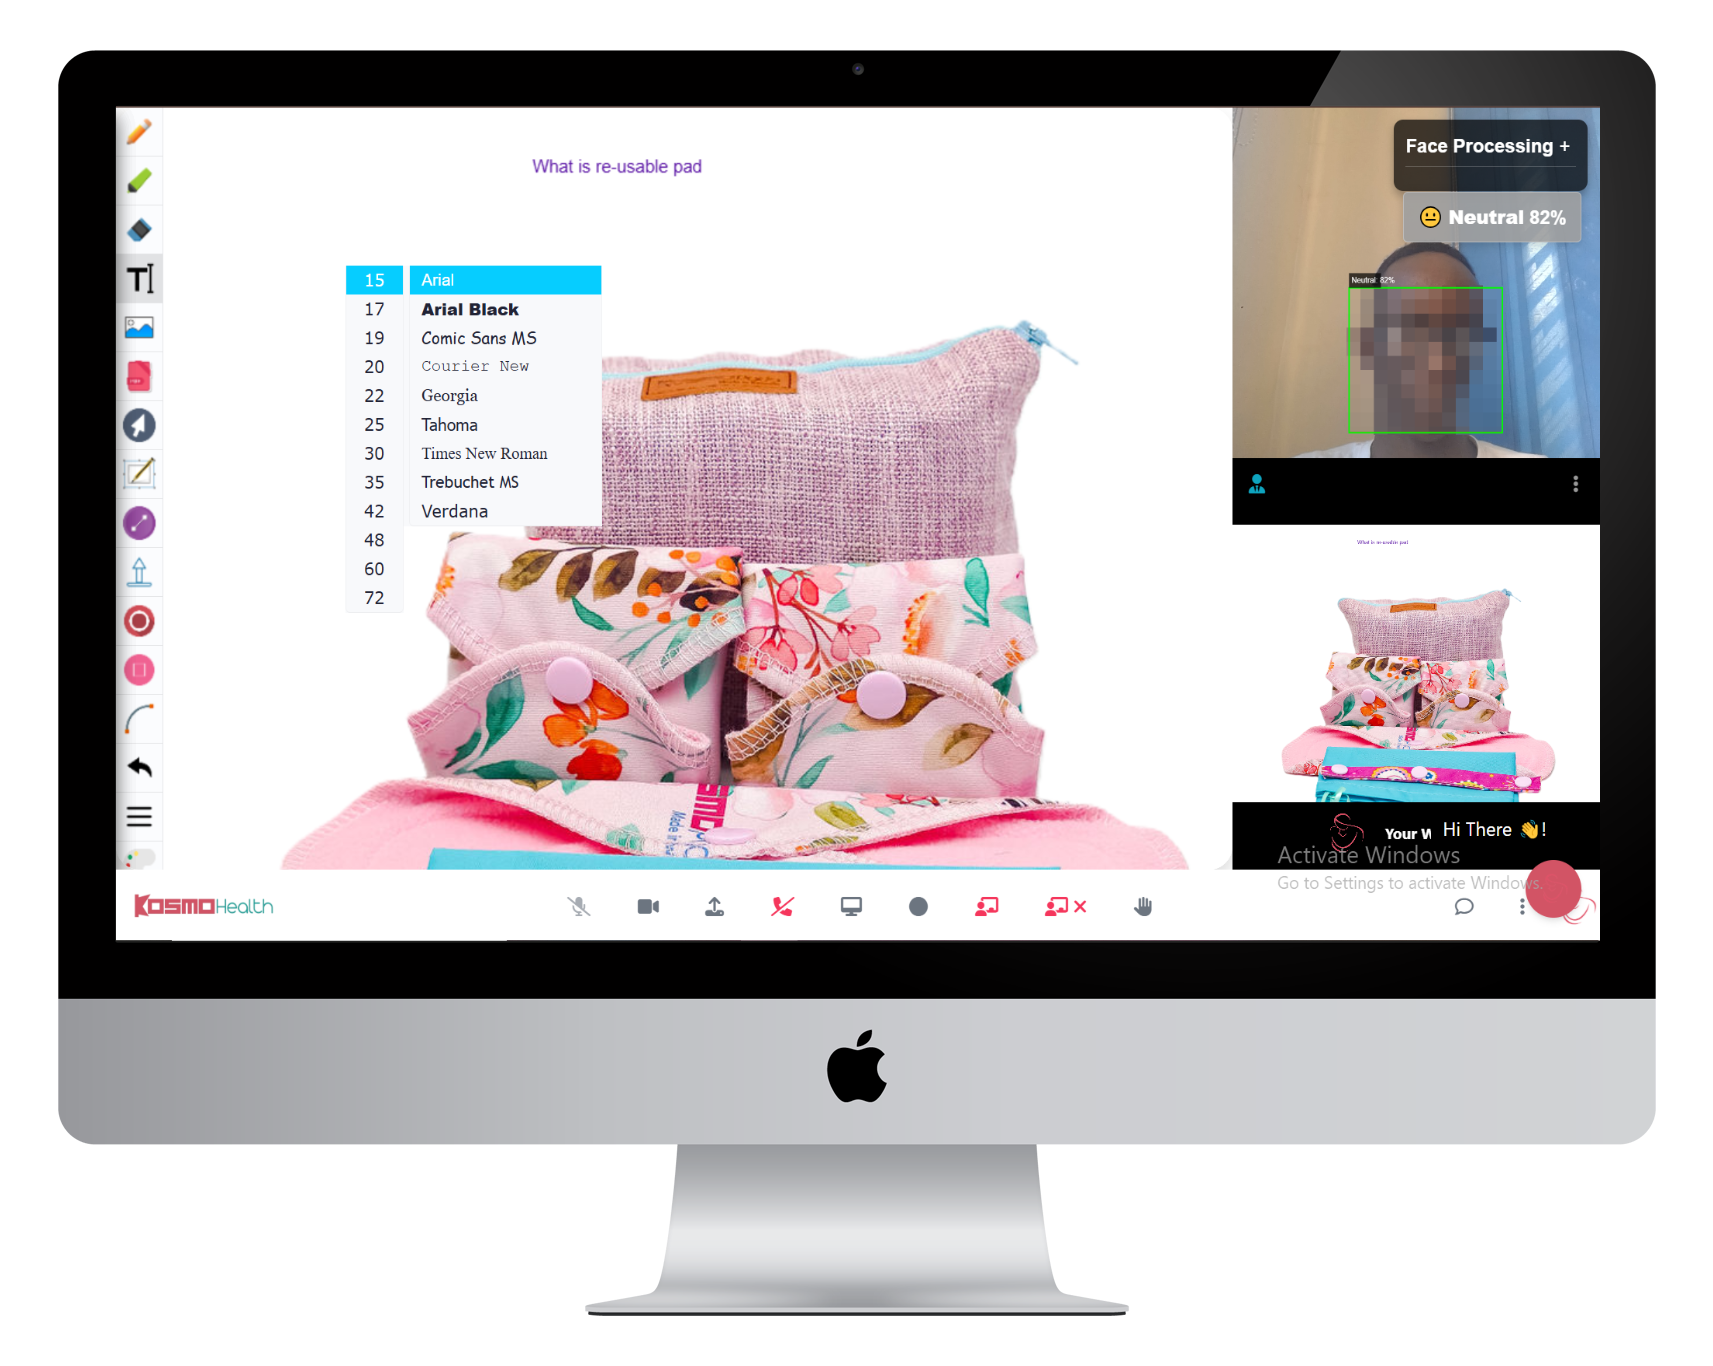 What is re-usable pad
15 Arial
17 Arial Black
19 Comic Sans MS
20 Courier New
22 Georgia
25 Tahoma
30 Times New Roman
35 Trebuchet MS
42 Verdana
48
60
72
Made in
Face Processing +
😐 Neutral 82%
Neutral: 82%
What is re-usable pad
Your
Hi There 👋!
Activate Windows
Go to Settings to activate Windows.
KOSMOHealth